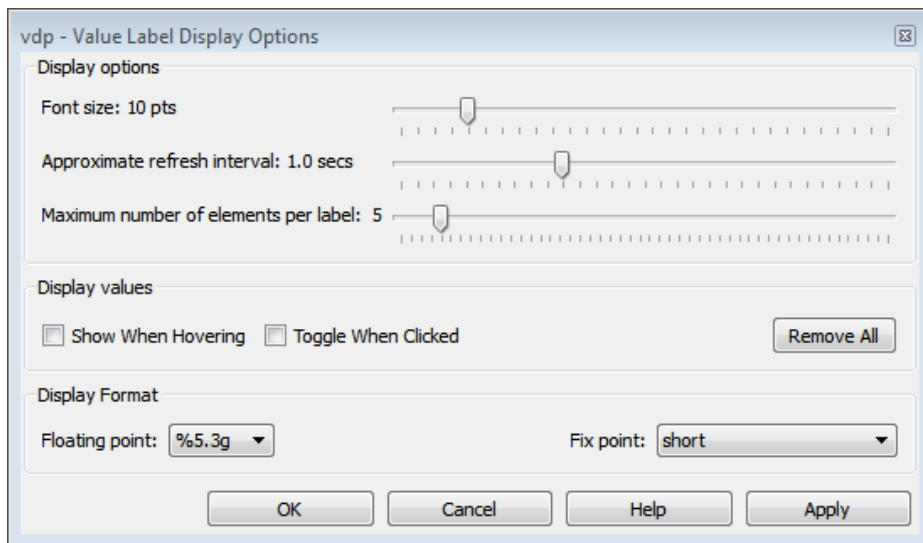 vdp - Value Label Display Options
Display options
Font size: 10 pts
Approximate refresh interval: 1.0 secs
Maximum number of elements per label: 5
Display values
Show When Hovering Toggle When Clicked Remove All
Display Format
Floating point: %5.3g Fix point: short
OK Cancel Help Apply